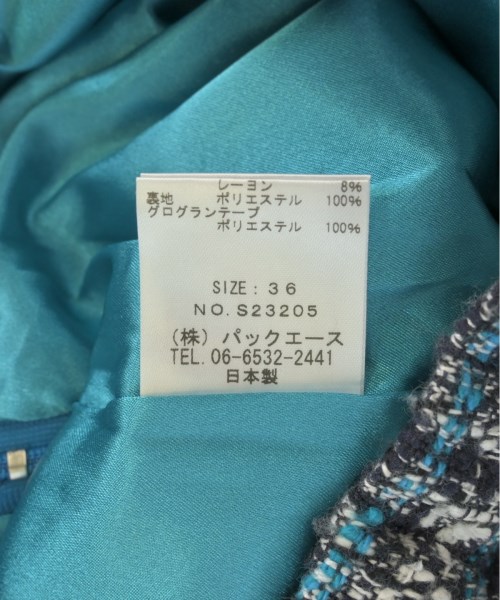 レーヨン 8%
裏地 ポリエステル 100%
グログランテープ
ポリエステル 100%
SIZE: 36
NO.S23205
(株) パックエース
TEL. 06-6532-2441
日本製